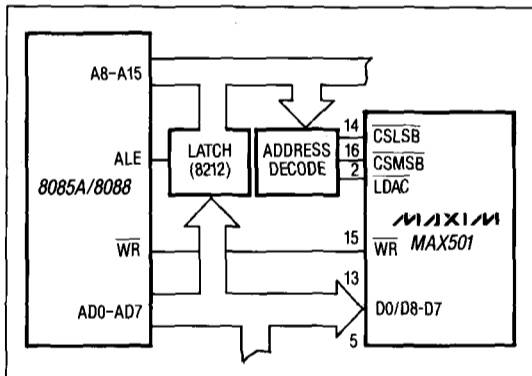 A8-A15
14
CSLSB
ALE
LATCH
(8212)
ADDRESS
DECODE
16
CSMSB
2
LDAC
8085A/8088
MAXIM
MAX501
WR
15
WR
13
AD0-AD7
D0/D8-D7
5